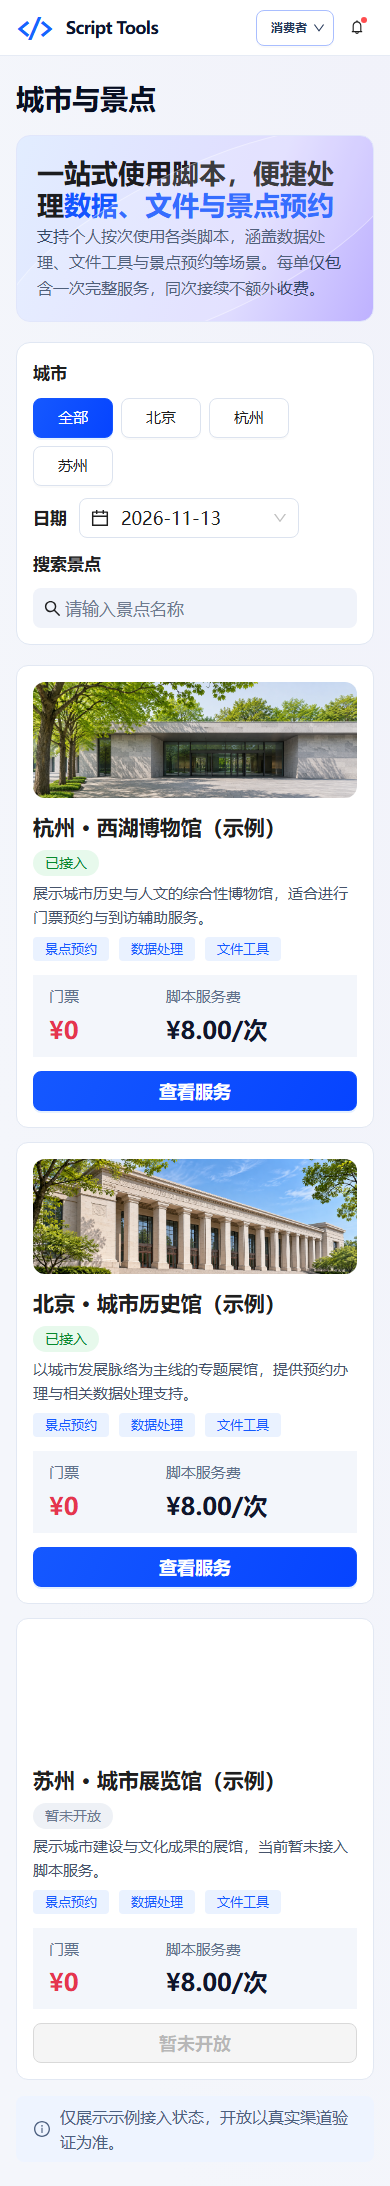 Script Tools
消费者
城市与景点
一站式使用脚本，便捷处
理数据、文件与景点预约
支持个人按次使用各类脚本，涵盖数据处
理、文件工具与景点预约等场景。每单仅包
含一次完整服务，同次接续不额外收费。
城市
全部
北京
杭州
苏州
日期
2026-11-13
搜索景点
请输入景点名称
杭州·西湖博物馆（示例）
已接入
展示城市历史与人文的综合性博物馆，适合进行
门票预约与到访辅助服务。
景点预约 数据处理 文件工具
门票 脚本服务费
¥0 ¥8.00/次
查看服务
北京·城市历史馆（示例）
已接入
以城市发展脉络为主线的专题展馆，提供预约办
理与相关数据处理支持。
景点预约 数据处理 文件工具
门票 脚本服务费
¥0 ¥8.00/次
查看服务
苏州·城市展览馆（示例）
暂未开放
展示城市建设与文化成果的展馆，当前暂未接入
脚本服务。
景点预约 数据处理 文件工具
门票 脚本服务费
¥0 ¥8.00/次
暂未开放
仅展示示例接入状态，开放以真实渠道验
证为准。